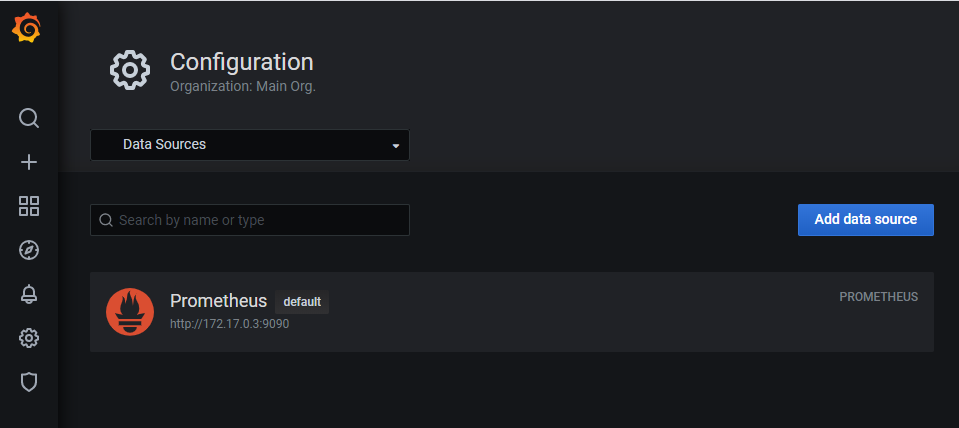 Configuration
Organization: Main Org.
Data Sources
Search by name or type
Add data source
Prometheus default
PROMETHEUS
http://172.17.0.3:9090